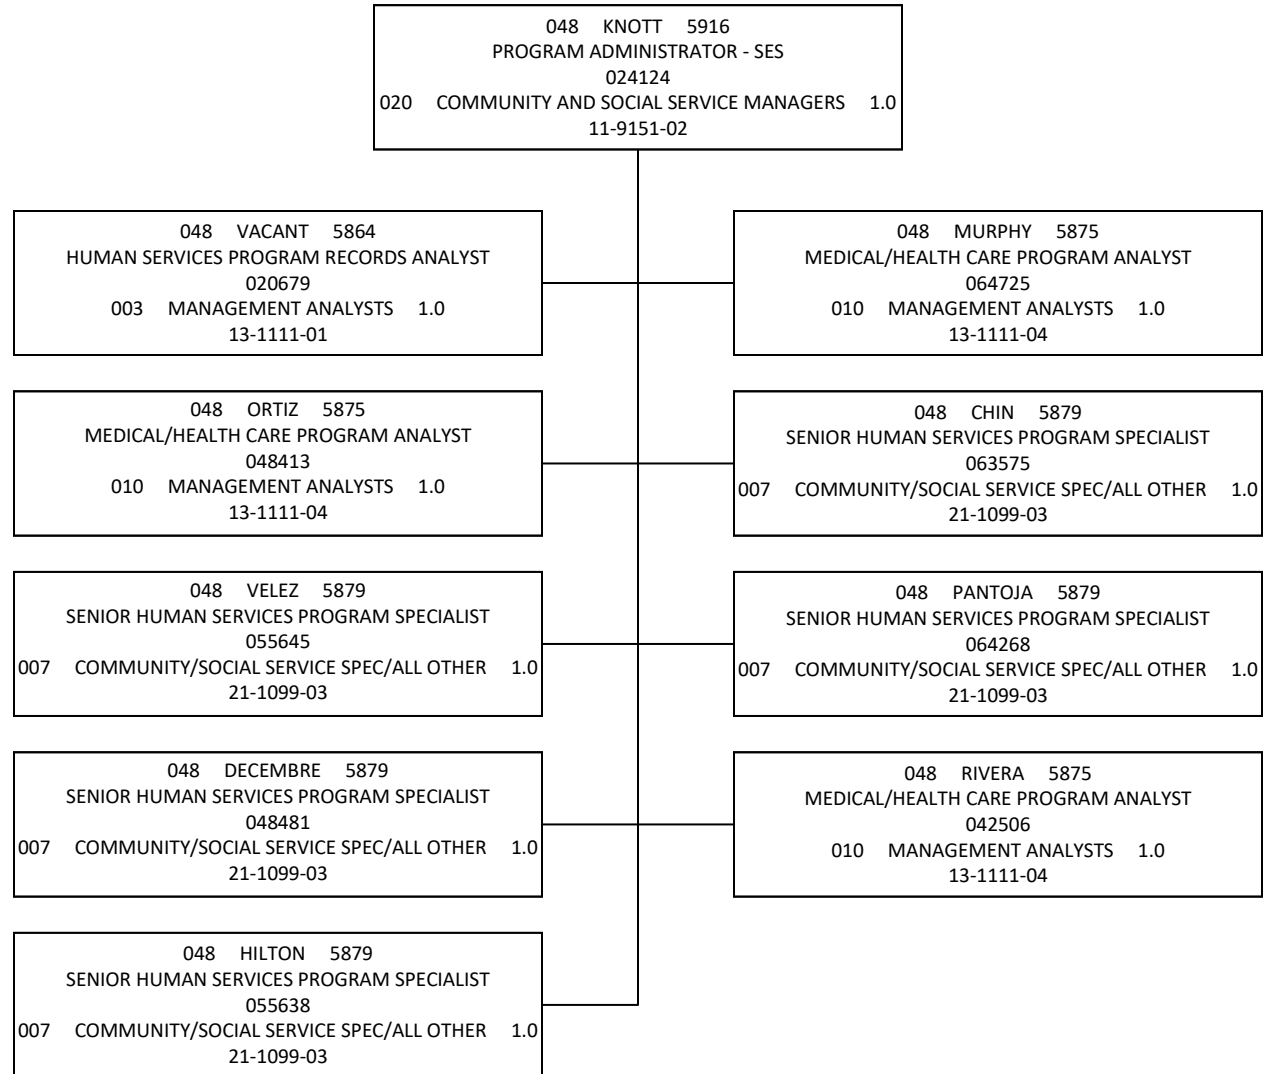 048 KNOTT 5916
PROGRAM ADMINISTRATOR - SES
024124
020 COMMUNITY AND SOCIAL SERVICE MANAGERS 1.0
11-9151-02
048 VACANT 5864
HUMAN SERVICES PROGRAM RECORDS ANALYST
020679
003 MANAGEMENT ANALYSTS 1.0
13-1111-01
048 MURPHY 5875
MEDICAL/HEALTH CARE PROGRAM ANALYST
064725
010 MANAGEMENT ANALYSTS 1.0
13-1111-04
048 ORTIZ 5875
MEDICAL/HEALTH CARE PROGRAM ANALYST
048413
010 MANAGEMENT ANALYSTS 1.0
13-1111-04
048 CHIN 5879
SENIOR HUMAN SERVICES PROGRAM SPECIALIST
063575
007 COMMUNITY/SOCIAL SERVICE SPEC/ALL OTHER 1.0
21-1099-03
048 VELEZ 5879
SENIOR HUMAN SERVICES PROGRAM SPECIALIST
055645
007 COMMUNITY/SOCIAL SERVICE SPEC/ALL OTHER 1.0
21-1099-03
048 PANTOJA 5879
SENIOR HUMAN SERVICES PROGRAM SPECIALIST
064268
007 COMMUNITY/SOCIAL SERVICE SPEC/ALL OTHER 1.0
21-1099-03
048 DECEMBRE 5879
SENIOR HUMAN SERVICES PROGRAM SPECIALIST
048481
007 COMMUNITY/SOCIAL SERVICE SPEC/ALL OTHER 1.0
21-1099-03
048 RIVERA 5875
MEDICAL/HEALTH CARE PROGRAM ANALYST
042506
010 MANAGEMENT ANALYSTS 1.0
13-1111-04
048 HILTON 5879
SENIOR HUMAN SERVICES PROGRAM SPECIALIST
055638
007 COMMUNITY/SOCIAL SERVICE SPEC/ALL OTHER 1.0
21-1099-03